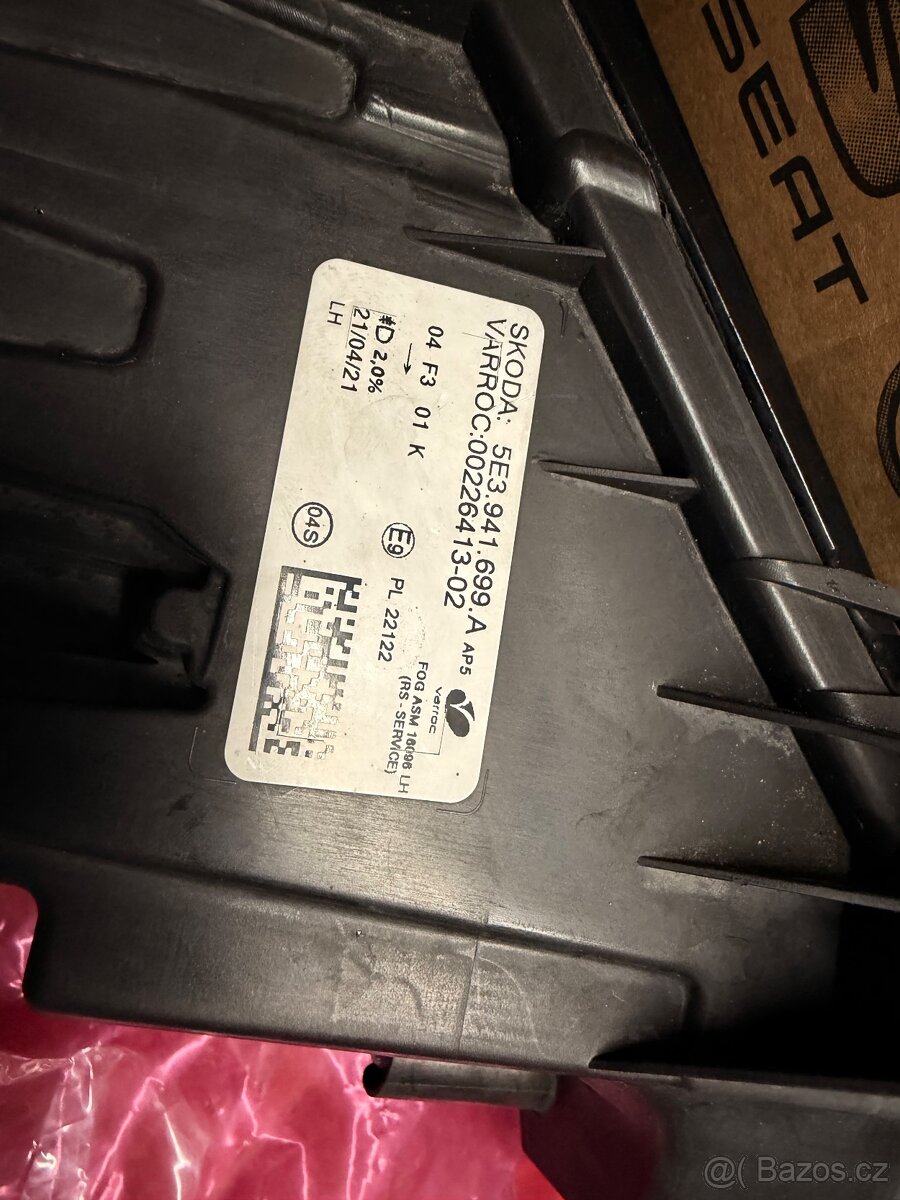 SEAT
SKODA: 5E3.941.699.A AP5
VARROC:00226413-02
varroc
FOG ASM 16096 LH
(RS - SERVICE)
04 F3 01 K
→
E9 PL 22122
D 2,0%
21/04/21
LH
04S
@( Bazos.cz